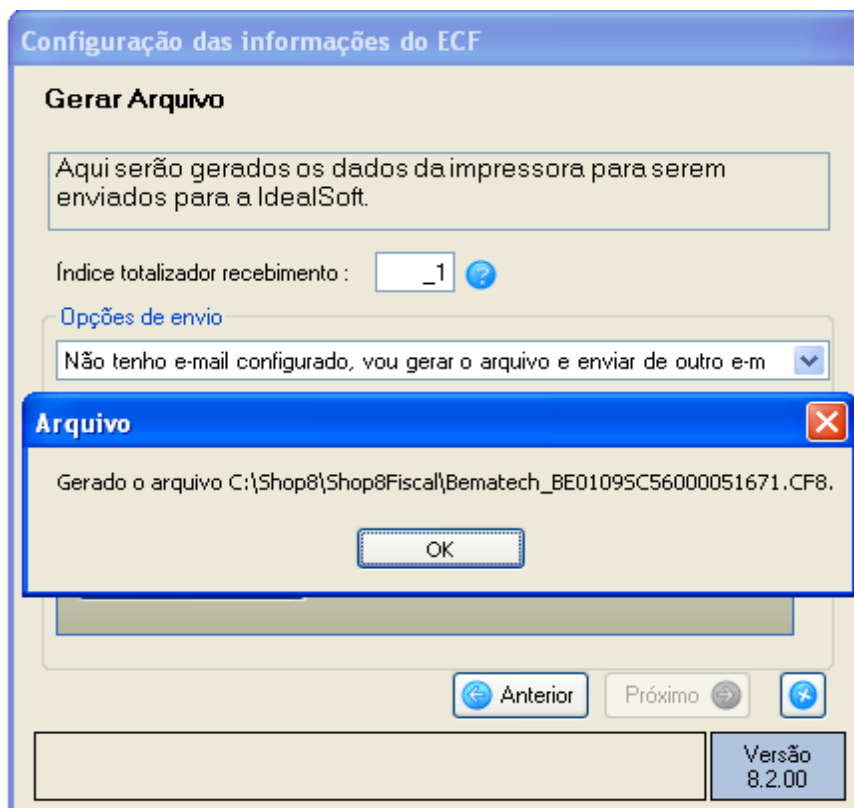 Configuração das informações do ECF
Gerar Arquivo
Aqui serão gerados os dados da impressora para serem
enviados para a IdealSoft.
Índice totalizador recebimento : _1
Opções de envio
Não tenho e-mail configurado, vou gerar o arquivo e enviar de outro e-m
Arquivo
Gerado o arquivo C:\Shop8\Shop8Fiscal\Bematech_BE0109SC56000051671.CF8.
OK
Anterior Próximo
Versão
8.2.00